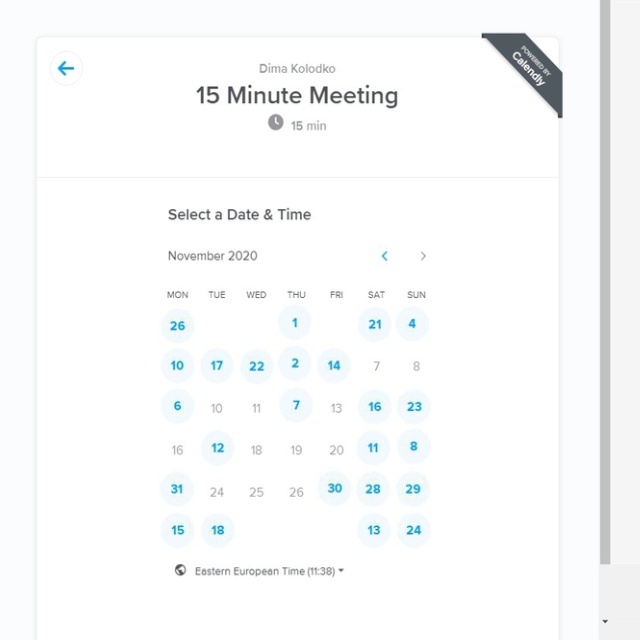 POWERED BY
Calendly
Dima Kolodko
15 Minute Meeting
15 min
Select a Date & Time
November 2020
MON TUE WED THU FRI SAT SUN
26 1 21 4
10 17 22 2 14 7 8
6 10 11 7 13 16 23
16 12 18 19 20 11 8
31 24 25 26 30 28 29
15 18 13 24
Eastern European Time (11:38)